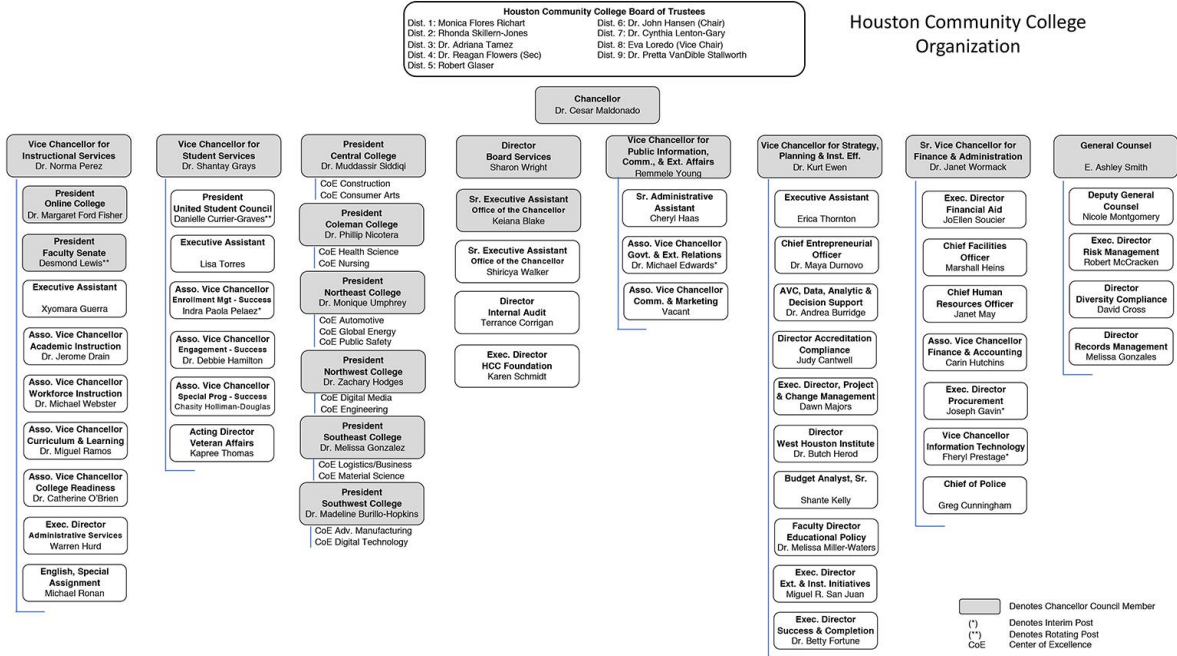 Houston Community College
Organization
Houston Community College Board of Trustees
Dist. 1: Monica Flores Richart
Dist. 2: Rhonda Skillern-Jones
Dist. 3: Dr. Adriana Tamez
Dist. 4: Dr. Reagan Flowers (Sec)
Dist. 5: Robert Glaser
Dist. 6: Dr. John Hansen (Chair)
Dist. 7: Dr. Cynthia Lenton-Gary
Dist. 8: Eva Loredo (Vice Chair)
Dist. 9: Dr. Pretta VanDible Stallworth
Chancellor
Dr. Cesar Maldonado
Vice Chancellor for
Instructional Services
Dr. Norma Perez
President
Online College
Dr. Margaret Ford Fisher
President
Faculty Senate
Desmond Lewis**
Executive Assistant
Xyomara Guerra
Asso. Vice Chancellor
Academic Instruction
Dr. Jerome Drain
Asso. Vice Chancellor
Workforce Instruction
Dr. Michael Webster
Asso. Vice Chancellor
Curriculum & Learning
Dr. Miguel Ramos
Asso. Vice Chancellor
College Readiness
Dr. Catherine O'Brien
Exec. Director
Administrative Services
Warren Hurd
English, Special
Assignment
Michael Ronan
Vice Chancellor for
Student Services
Dr. Shantay Grays
President
United Student Council
Danielle Currier-Graves**
Executive Assistant
Lisa Torres
Asso. Vice Chancellor
Enrollment Mgt - Success
Indra Paola Pelaez*
Asso. Vice Chancellor
Engagement - Success
Dr. Debbie Hamilton
Asso. Vice Chancellor
Special Prog - Success
Chasity Holliman-Douglas
Acting Director
Veteran Affairs
Kapree Thomas
President
Central College
Dr. Muddassir Siddiqi
CoE Construction
CoE Consumer Arts
President
Coleman College
Dr. Phillip Nicotera
CoE Health Science
CoE Nursing
President
Northeast College
Dr. Monique Umphrey
CoE Automotive
CoE Global Energy
CoE Public Safety
President
Northwest College
Dr. Zachary Hodges
CoE Digital Media
CoE Engineering
President
Southeast College
Dr. Melissa Gonzalez
CoE Logistics/Business
CoE Material Science
President
Southwest College
Dr. Madeline Burillo-Hopkins
CoE Adv. Manufacturing
CoE Digital Technology
Director
Board Services
Sharon Wright
Sr. Executive Assistant
Office of the Chancellor
Keiana Blake
Sr. Executive Assistant
Office of the Chancellor
Shiricya Walker
Director
Internal Audit
Terrance Corrigan
Exec. Director
HCC Foundation
Karen Schmidt
Vice Chancellor for
Public Information,
Comm., & Ext. Affairs
Remmele Young
Sr. Administrative
Assistant
Cheryl Haas
Asso. Vice Chancellor
Govt. & Ext. Relations
Dr. Michael Edwards*
Asso. Vice Chancellor
Comm. & Marketing
Vacant
Vice Chancellor for Strategy,
Planning & Inst. Eff.
Dr. Kurt Ewen
Executive Assistant
Erica Thornton
Chief Entrepreneurial
Officer
Dr. Maya Durnovo
AVC, Data, Analytic &
Decision Support
Dr. Andrea Burridge
Director Accreditation
Compliance
Judy Cantwell
Exec. Director, Project
& Change Management
Dawn Majors
Director
West Houston Institute
Dr. Butch Herod
Budget Analyst, Sr.
Shante Kelly
Faculty Director
Educational Policy
Dr. Melissa Miller-Waters
Exec. Director
Ext. & Inst. Initiatives
Miguel R. San Juan
Exec. Director
Success & Completion
Dr. Betty Fortune
Sr. Vice Chancellor for
Finance & Administration
Dr. Janet Wormack
Exec. Director
Financial Aid
JoEllen Soucier
Chief Facilities
Officer
Marshall Heins
Chief Human
Resources Officer
Janet May
Asso. Vice Chancellor
Finance & Accounting
Carin Hutchins
Exec. Director
Procurement
Joseph Gavin*
Vice Chancellor
Information Technology
Fheryl Prestage*
Chief of Police
Greg Cunningham
General Counsel
E. Ashley Smith
Deputy General
Counsel
Nicole Montgomery
Exec. Director
Risk Management
Robert McCracken
Director
Diversity Compliance
David Cross
Director
Records Management
Melissa Gonzales
Denotes Chancellor Council Member
(*) Denotes Interim Post
(**) Denotes Rotating Post
CoE Center of Excellence